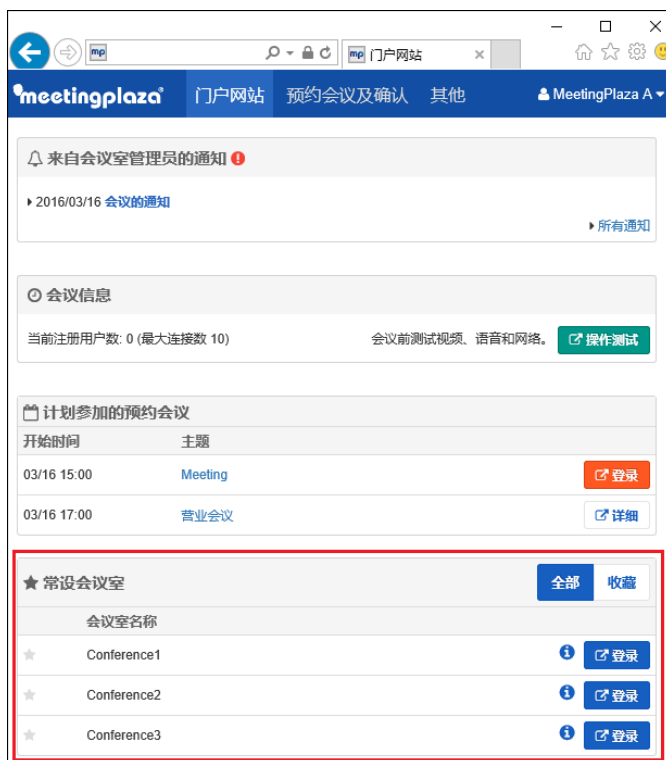 mp
mp 门户网站
meetingplaza 门户网站 预约会议及确认 其他 MeetingPlaza A
来自会议室管理员的通知
2016/03/16 会议的通知
所有通知
会议信息
当前注册用户数: 0 (最大连接数 10) 会议前测试视频、语音和网络。 操作测试
计划参加的预约会议
开始时间 主题
03/16 15:00 Meeting 登录
03/16 17:00 营业会议 详细
常设会议室 全部 收藏
会议室名称
Conference1 登录
Conference2 登录
Conference3 登录